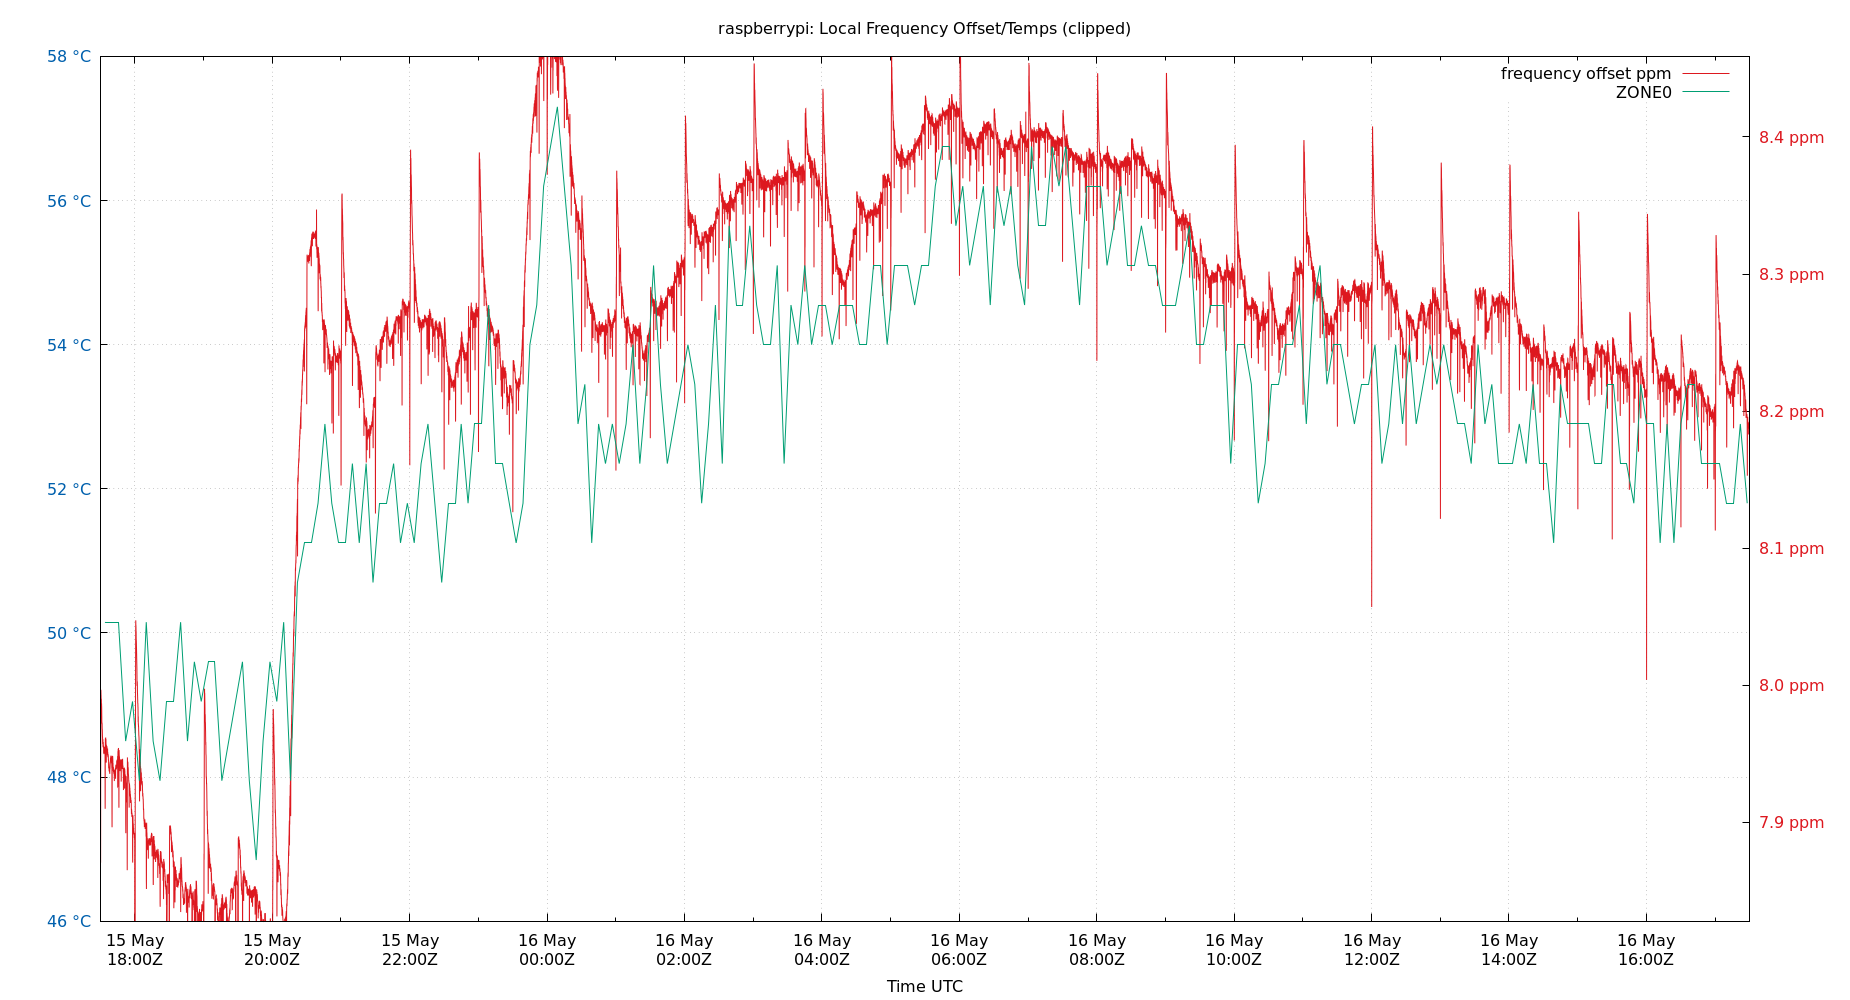 raspberrypi: Local Frequency Offset/Temps (clipped)
frequency offset ppm
ZONE0
58 °C
56 °C
54 °C
52 °C
50 °C
48 °C
46 °C
8.4 ppm
8.3 ppm
8.2 ppm
8.1 ppm
8.0 ppm
7.9 ppm
15 May 15 May 15 May 16 May 16 May 16 May 16 May 16 May 16 May 16 May 16 May 16 May
18:00Z 20:00Z 22:00Z 00:00Z 02:00Z 04:00Z 06:00Z 08:00Z 10:00Z 12:00Z 14:00Z 16:00Z
Time UTC